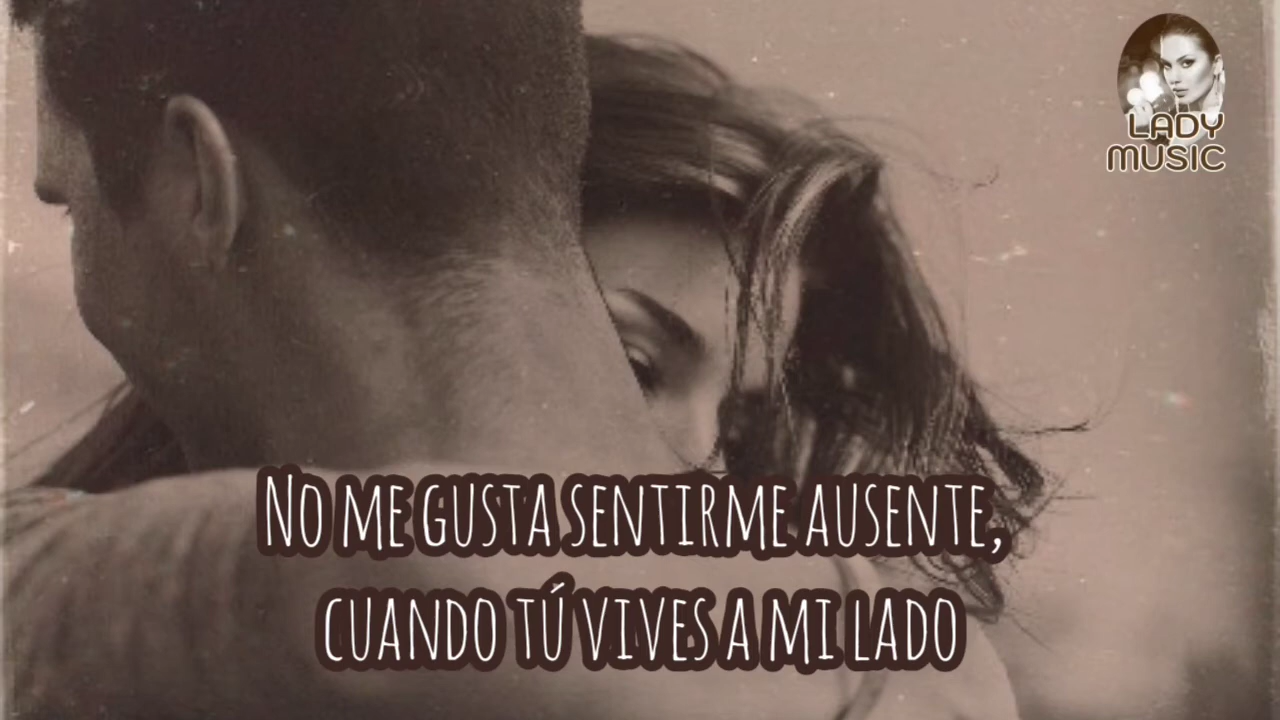 LADY
MUSIC
No me gusta sentirme ausente,
cuando tú vives a mi lado